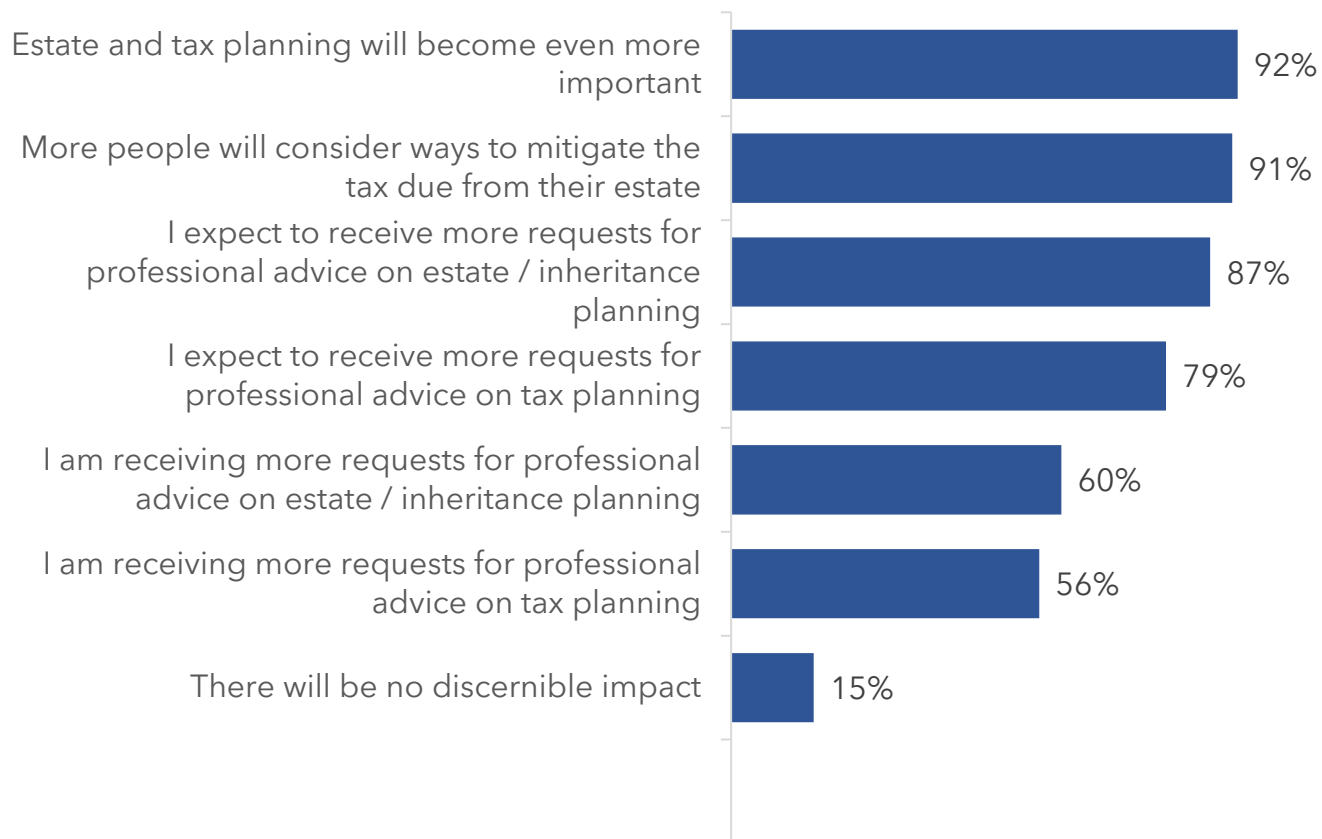 Estate and tax planning will become even more
important
92%
More people will consider ways to mitigate the
tax due from their estate
91%
I expect to receive more requests for
professional advice on estate / inheritance
planning
87%
I expect to receive more requests for
professional advice on tax planning
79%
I am receiving more requests for professional
advice on estate / inheritance planning
60%
I am receiving more requests for professional
advice on tax planning
56%
There will be no discernible impact
15%